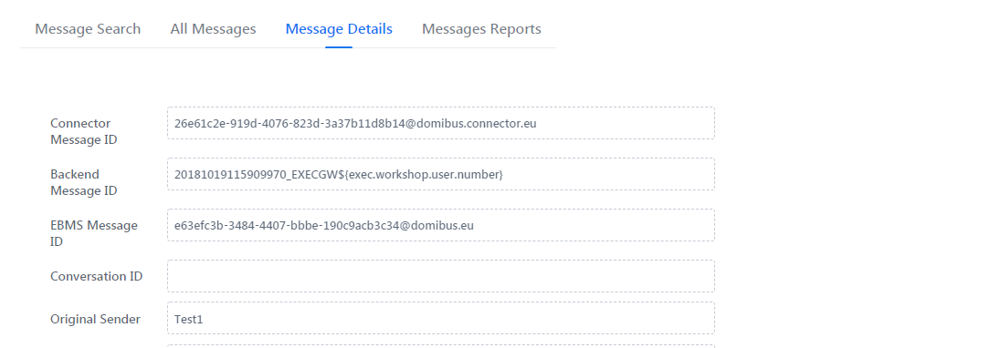 Message Search All Messages Message Details Messages Reports
Connector Message ID
26e61c2e-919d-4076-823d-3a37b11d8b14@domibus.connector.eu
Backend Message ID
20181019115909970_EXECGW${exec.workshop.user.number}
EBMS Message ID
e63efc3b-3484-4407-bbbe-190c9acb3c34@domibus.eu
Conversation ID
Original Sender
Test1